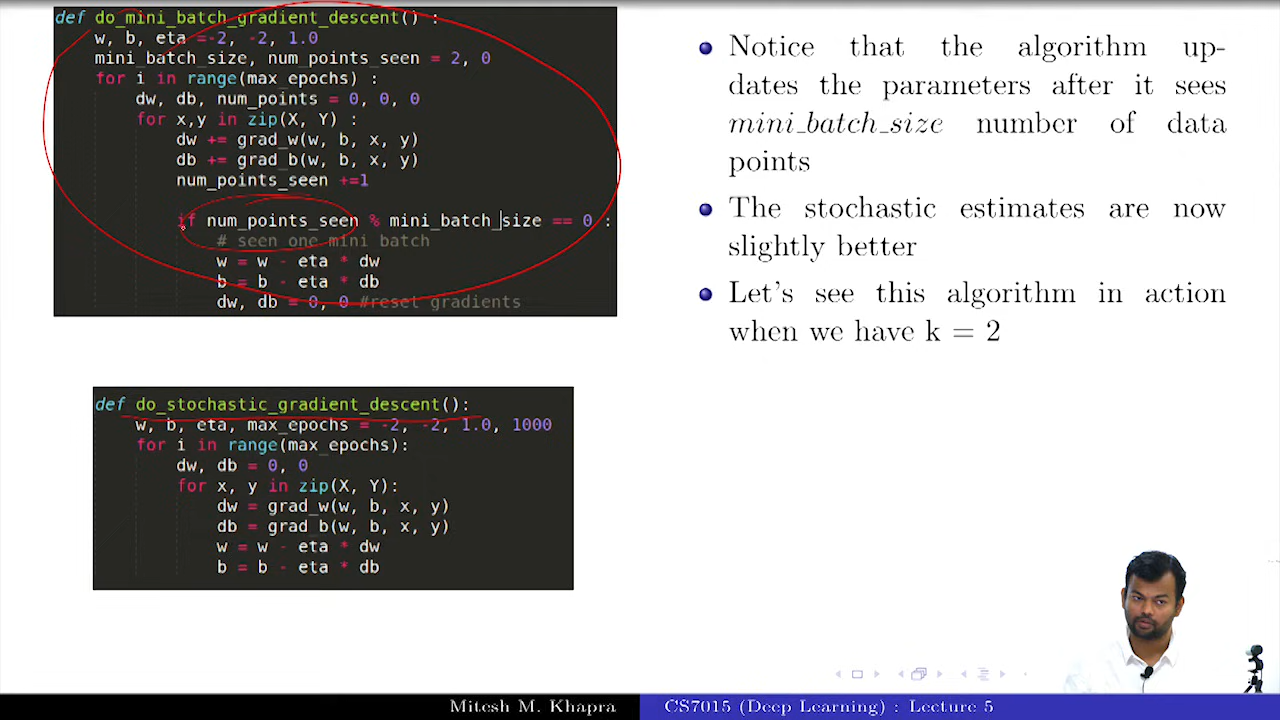 def do_mini_batch_gradient_descent() :
w, b, eta =-2, -2, 1.0
mini_batch_size, num_points_seen = 2, 0
for i in range(max_epochs) :
dw, db, num_points = 0, 0, 0
for x,y in zip(X, Y) :
dw += grad_w(w, b, x, y)
db += grad_b(w, b, x, y)
num_points_seen +=1
if num_points_seen % mini_batch_size == 0 :
# seen one mini batch
w = w - eta * dw
b = b - eta * db
dw, db = 0, 0 #reset gradients
def do_stochastic_gradient_descent():
w, b, eta, max_epochs = -2, -2, 1.0, 1000
for i in range(max_epochs):
dw, db = 0, 0
for x, y in zip(X, Y):
dw = grad_w(w, b, x, y)
db = grad_b(w, b, x, y)
w = w - eta * dw
b = b - eta * db
Notice that the algorithm up-
dates the parameters after it sees
mini_batch_size number of data
points
The stochastic estimates are now
slightly better
Let's see this algorithm in action
when we have k = 2
Mitesh M. Khapra
CS7015 (Deep Learning) : Lecture 5